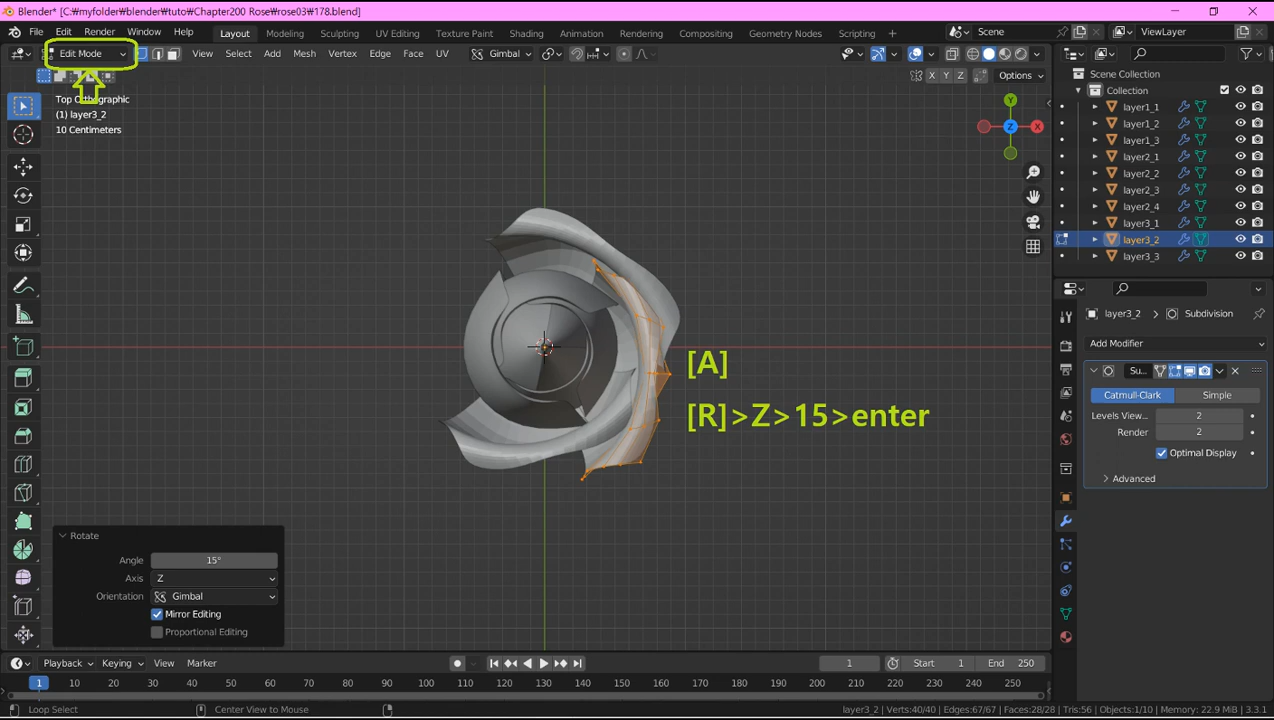 Blender* [C:₩myfolder₩blender₩tuto₩Chapter200 Rose₩rose03₩178.blend]
File Edit Render Window Help Layout Modeling Sculpting UV Editing Texture Paint Shading Animation Rendering Compositing Geometry Nodes Scripting + Scene ViewLayer
Edit Mode View Select Add Mesh Vertex Edge Face UV Gimbal
X Y Z Options
Top Orthographic
(1) layer3_2
10 Centimeters
Y
Z X
Scene Collection
Collection
layer1_1
layer1_2
layer1_3
layer2_1
layer2_2
layer2_3
layer2_4
layer3_1
layer3_2
layer3_3
[A]
[R]>Z>15>enter
layer3_2 > Subdivision
Add Modifier
Su...
Catmull-Clark Simple
Levels View... 2
Render 2
Optimal Display
Advanced
Rotate
Angle 15°
Axis Z
Orientation Gimbal
Mirror Editing
Proportional Editing
Playback Keying View Marker 1 Start 1 End 250
1 10 20 30 40 50 60 70 80 90 100 110 120 130 140 150 160 170 180 190 200 210 220 230 240 250
Loop Select Center View to Mouse layer3_2 | Verts:40/40 | Edges:67/67 | Faces:28/28 | Tris:56 | Objects:1/10 | Memory: 22.9 MiB | 3.3.1